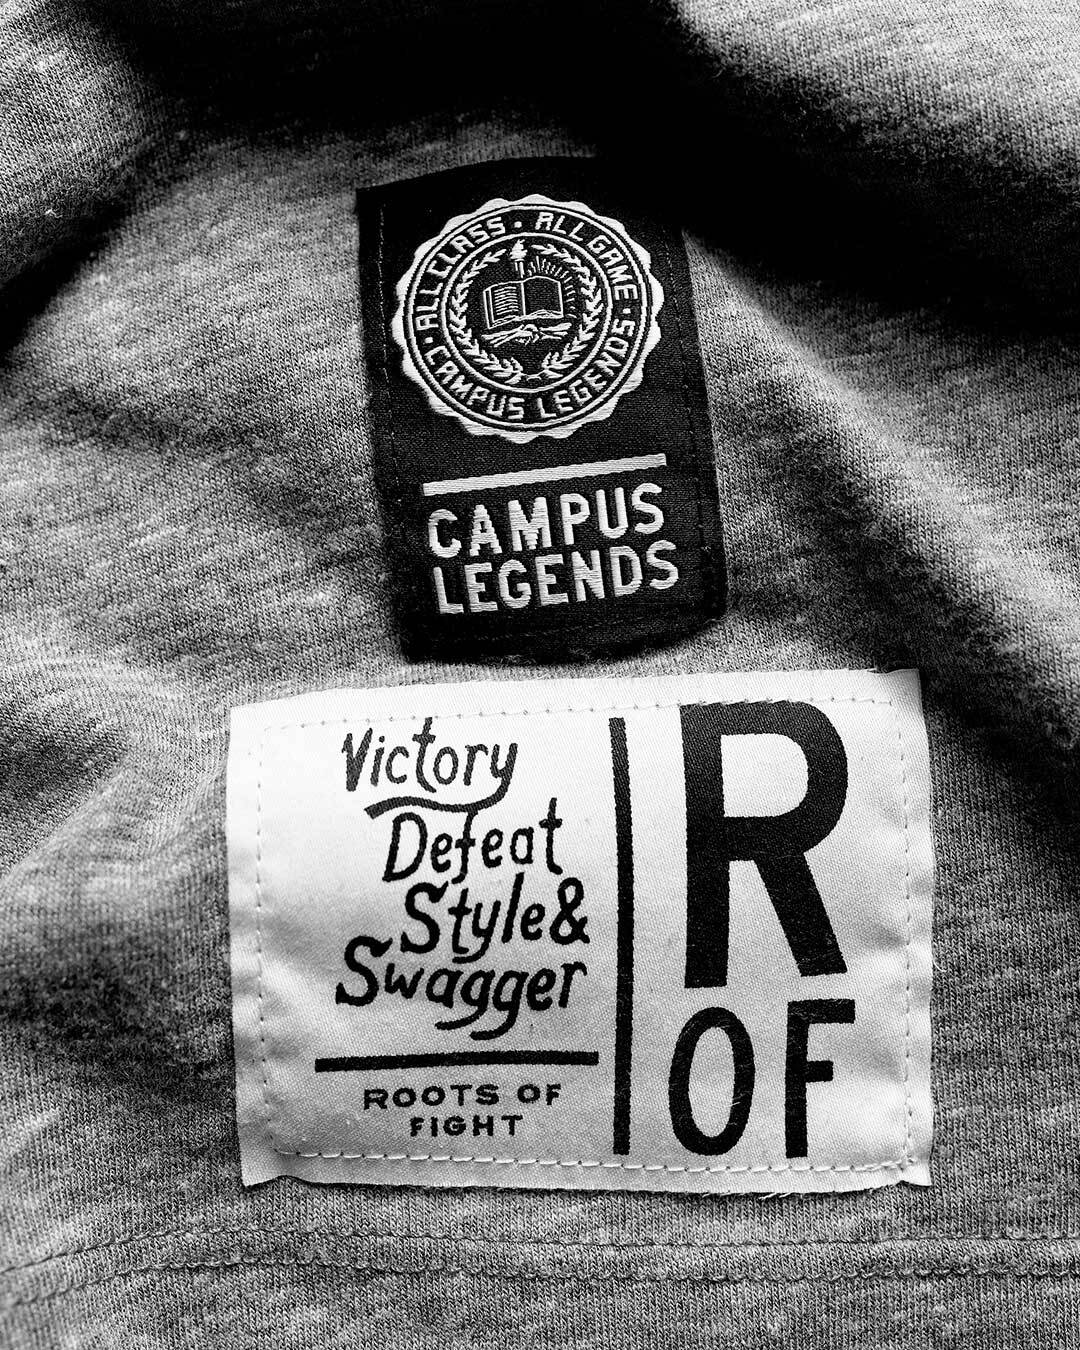 ALL CLASS · ALL GAME
· CAMPUS LEGENDS ·
CAMPUS
LEGENDS
Victory
Defeat
Style &
Swagger
ROOTS OF
FIGHT
R
OF